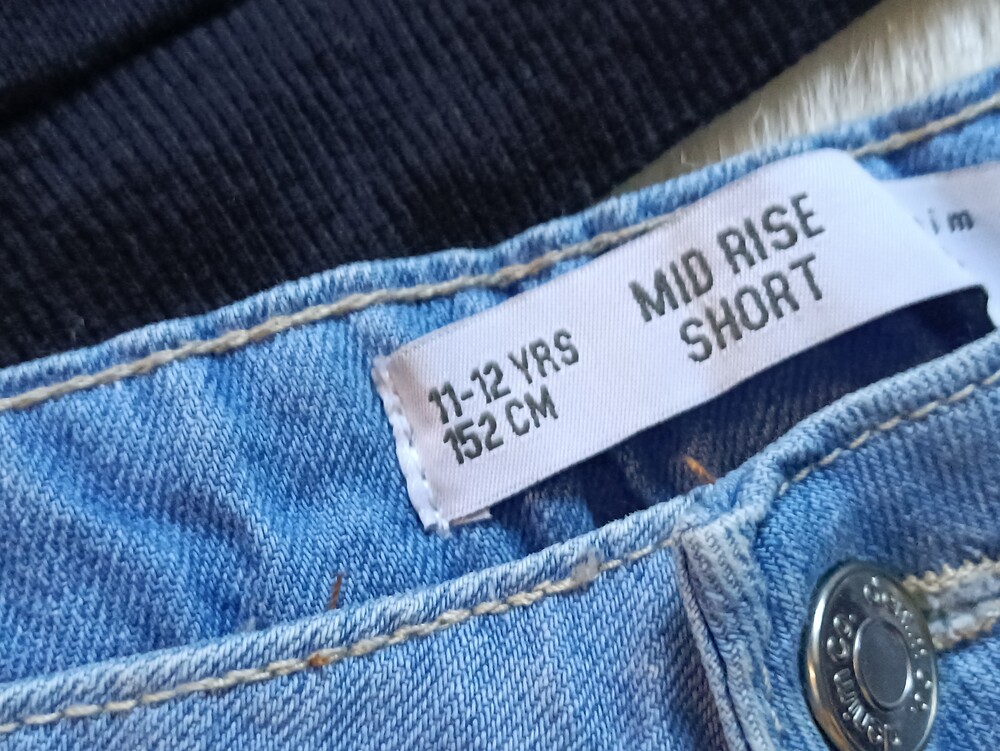 MID RISE
SHORT
11-12 YRS
152 CM